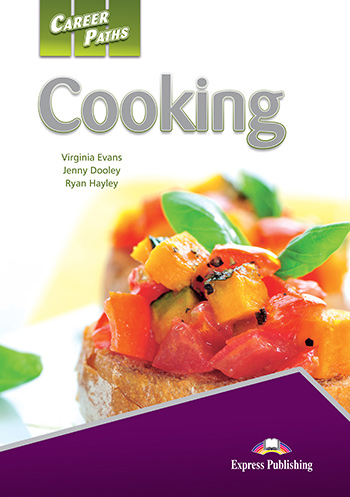 CAREER
PATHS
Cooking
Virginia Evans
Jenny Dooley
Ryan Hayley
Express Publishing